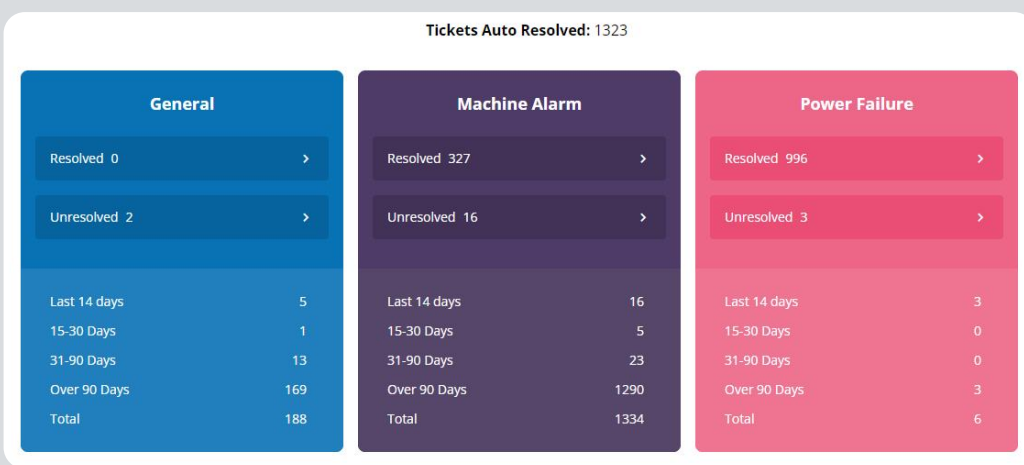 Tickets Auto Resolved: 1323
General
Resolved 0
Unresolved 2
Last 14 days 5
15-30 Days 1
31-90 Days 13
Over 90 Days 169
Total 188
Machine Alarm
Resolved 327
Unresolved 16
Last 14 days 16
15-30 Days 5
31-90 Days 23
Over 90 Days 1290
Total 1334
Power Failure
Resolved 996
Unresolved 3
Last 14 days 3
15-30 Days 0
31-90 Days 0
Over 90 Days 3
Total 6